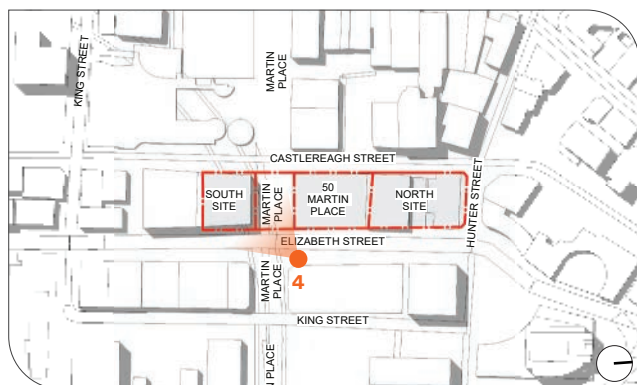 KING STREET
MARTIN
PLACE
CASTLEREAGH STREET
SOUTH
SITE
MARTIN
PLACE
50
MARTIN
PLACE
NORTH
SITE
HUNTER STREET
ELIZABETH STREET
MARTIN
PLACE
4
KING STREET
N PLACE